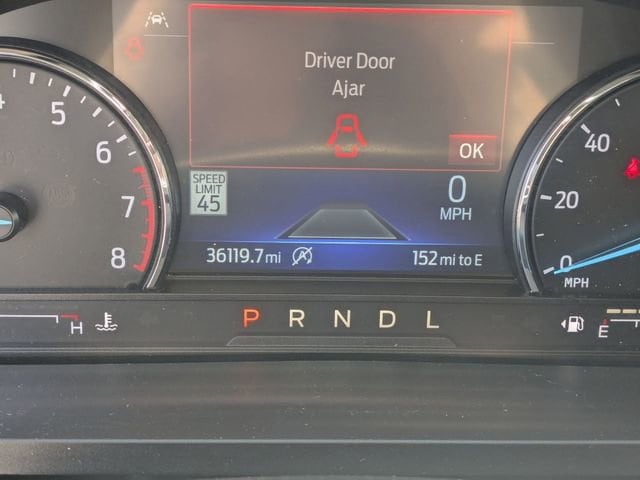 Driver Door
Ajar
OK
4 5 6 7 8
SPEED
LIMIT
45
0
MPH
40
20
0
MPH
36119.7 mi A 152 mi to E
H P R N D L E